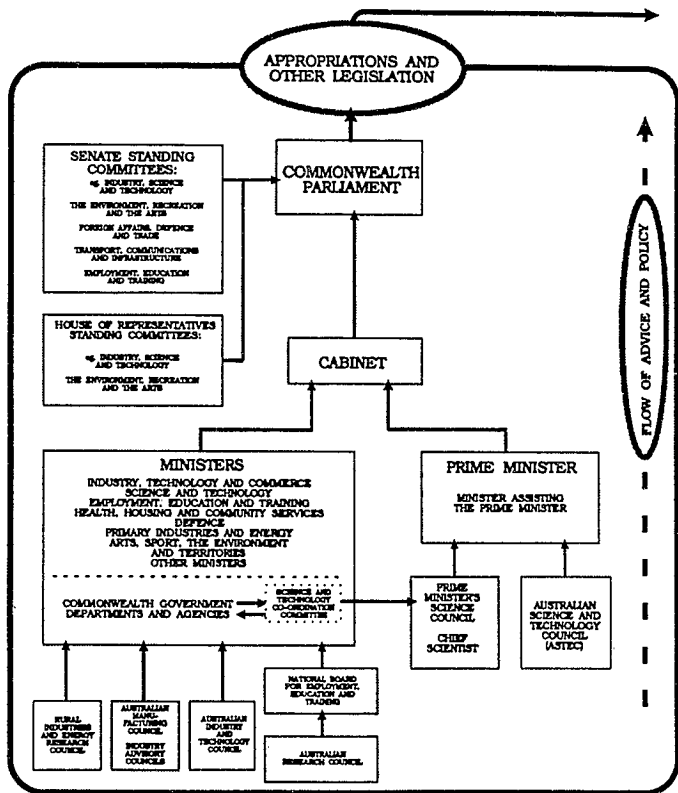 APPROPRIATIONS AND
OTHER LEGISLATION
SENATE STANDING
COMMITTEES:
eg. INDUSTRY, SCIENCE
AND TECHNOLOGY
THE ENVIRONMENT, RECREATION
AND THE ARTS
FOREIGN AFFAIRS, DEFENCE
AND TRADE
TRANSPORT, COMMUNICATIONS
AND INFRASTRUCTURE
EMPLOYMENT, EDUCATION
AND TRAINING
COMMONWEALTH
PARLIAMENT
HOUSE OF REPRESENTATIVES
STANDING COMMITTEES:
eg. INDUSTRY, SCIENCE
AND TECHNOLOGY
THE ENVIRONMENT, RECREATION
AND THE ARTS
CABINET
FLOW OF ADVICE AND POLICY
MINISTERS
INDUSTRY, TECHNOLOGY AND COMMERCE
SCIENCE AND TECHNOLOGY
EMPLOYMENT, EDUCATION AND TRAINING
HEALTH, HOUSING AND COMMUNITY SERVICES
DEFENCE
PRIMARY INDUSTRIES AND ENERGY
ARTS, SPORT, THE ENVIRONMENT
AND TERRITORIES
OTHER MINISTERS
COMMONWEALTH GOVERNMENT
DEPARTMENTS AND AGENCIES
SCIENCE AND
TECHNOLOGY
CO-ORDINATION
COMMITTEE
PRIME MINISTER
MINISTER ASSISTING
THE PRIME MINISTER
PRIME
MINISTER'S
SCIENCE
COUNCIL
CHIEF
SCIENTIST
AUSTRALIAN
SCIENCE AND
TECHNOLOGY
COUNCIL
(ASTEC)
RURAL
INDUSTRIES
AND ENERGY
RESEARCH
COUNCIL
AUSTRALIAN
MANU-
FACTURING
COUNCIL
INDUSTRY
ADVISORY
COUNCILS
AUSTRALIAN
INDUSTRY
AND
TECHNOLOGY
COUNCIL
NATIONAL BOARD
FOR EMPLOYMENT,
EDUCATION AND
TRAINING
AUSTRALIAN
RESEARCH COUNCIL